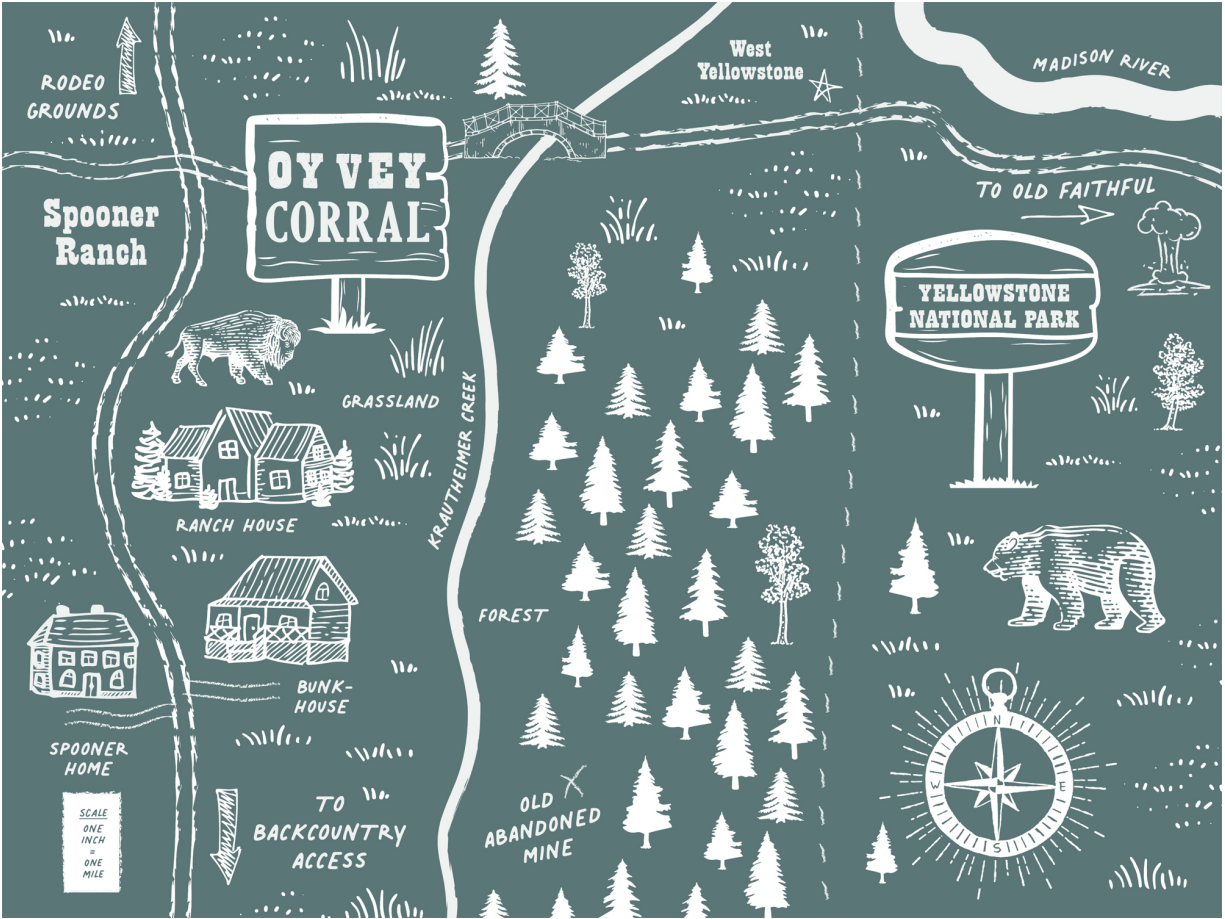 West
Yellowstone
MADISON RIVER
RODEO
GROUNDS
OY VEY
CORRAL
TO OLD FAITHFUL
Spooner
Ranch
YELLOWSTONE
NATIONAL PARK
GRASSLAND
KRAUTHEIMER CREEK
RANCH HOUSE
FOREST
BUNK-
HOUSE
SPOONER
HOME
N
W
E
S
OLD
ABANDONED
MINE
TO
BACKCOUNTRY
ACCESS
SCALE
ONE
INCH
=
ONE
MILE